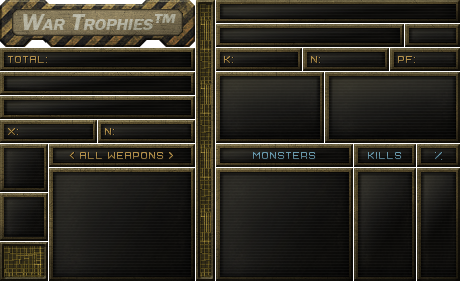 War Trophies™
TOTAL:
X: N:
< ALL WEAPONS >
K: N: PF:
MONSTERS KILLS %